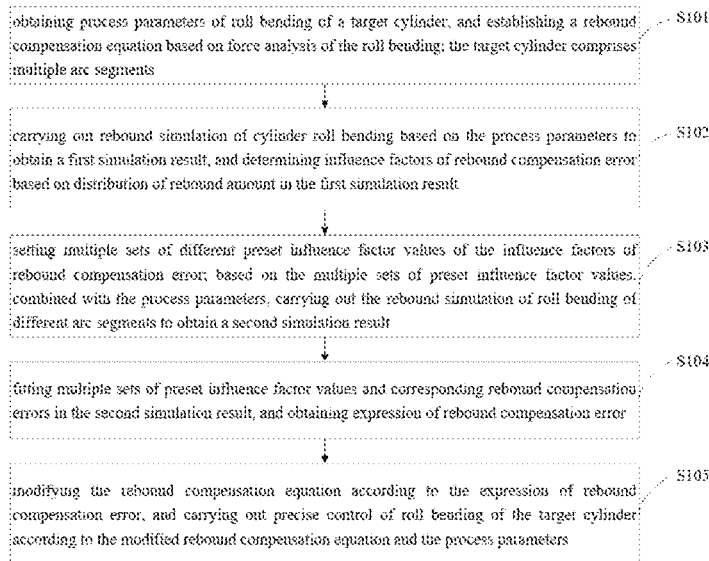 obtaining process parameters of roll bending of a target cylinder, and establishing a rebound
compensation equation based on force analysis of the roll bending; the target cylinder comprises
multiple arc segments
S101
carrying out rebound simulation of cylinder roll bending based on the process parameters to
obtain a first simulation result, and determining influence factors of rebound compensation error
based on distribution of rebound amount in the first simulation result
S102
setting multiple sets of different preset influence factor values of the influence factors of
rebound compensation error; based on the multiple sets of preset influence factor values,
combined with the process parameters, carrying out the rebound simulation of roll bending of
different arc segments to obtain a second simulation result
S103
fitting multiple sets of preset influence factor values and corresponding rebound compensation
errors in the second simulation result, and obtaining expression of rebound compensation error
S104
modifying the rebound compensation equation according to the expression of rebound
compensation error, and carrying out precise control of roll bending of the target cylinder
according to the modified rebound compensation equation and the process parameters
S105